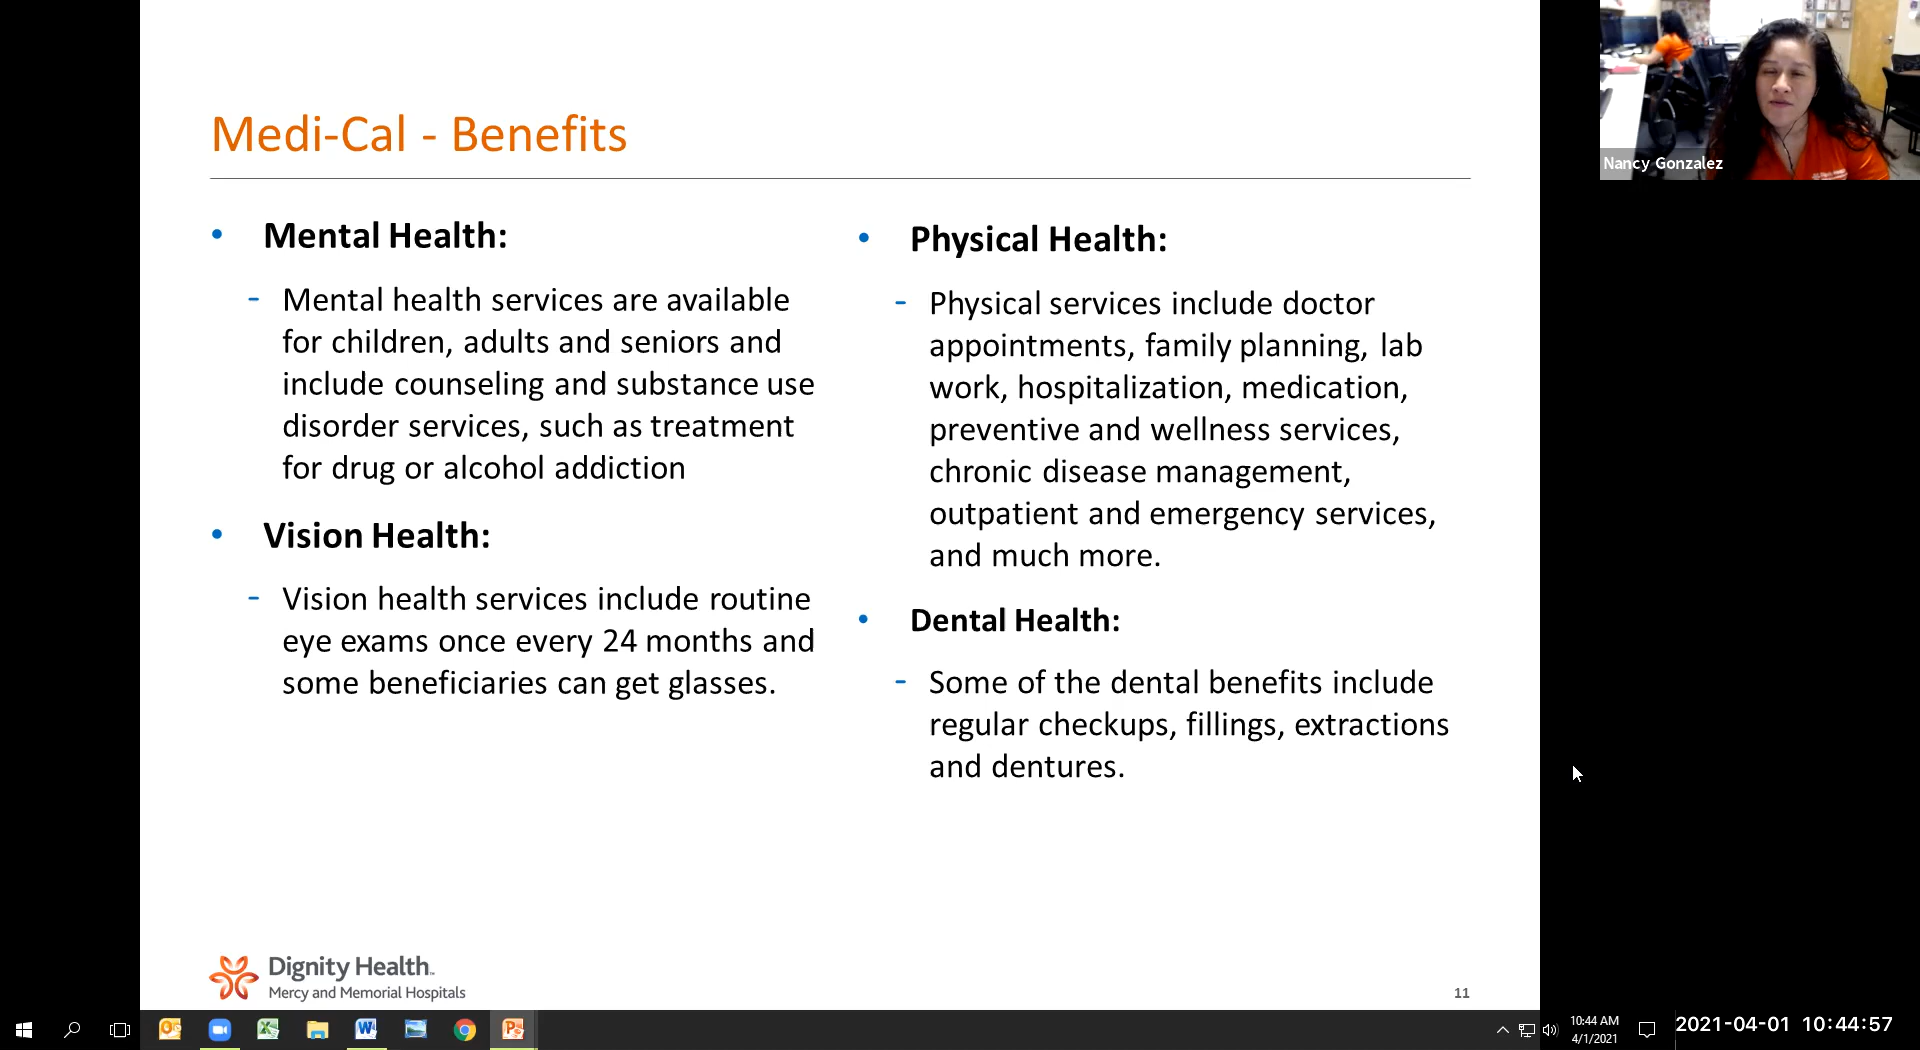 Medi-Cal - Benefits
• Mental Health:
- Mental health services are available
for children, adults and seniors and
include counseling and substance use
disorder services, such as treatment
for drug or alcohol addiction
• Vision Health:
- Vision health services include routine
eye exams once every 24 months and
some beneficiaries can get glasses.
• Physical Health:
- Physical services include doctor
appointments, family planning, lab
work, hospitalization, medication,
preventive and wellness services,
chronic disease management,
outpatient and emergency services,
and much more.
• Dental Health:
- Some of the dental benefits include
regular checkups, fillings, extractions
and dentures.
Dignity Health™
Mercy and Memorial Hospitals
11
Nancy Gonzalez
10:44 AM
4/1/2021
2021-04-01 10:44:57